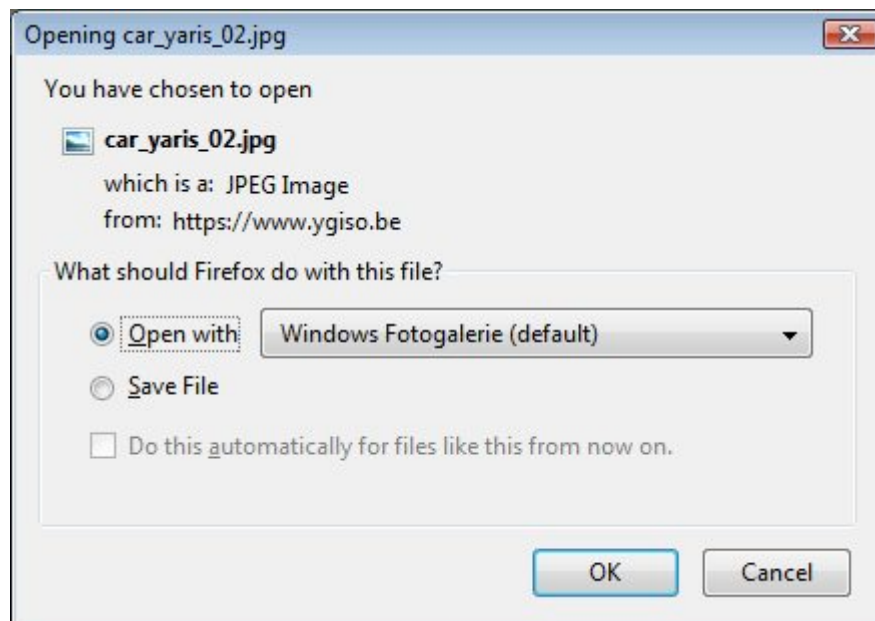 Opening car_yaris_02.jpg
You have chosen to open
car_yaris_02.jpg
which is a: JPEG Image
from: https://www.ygiso.be
What should Firefox do with this file?
Open with Windows Fotogalerie (default)
Save File
Do this automatically for files like this from now on.
OK Cancel